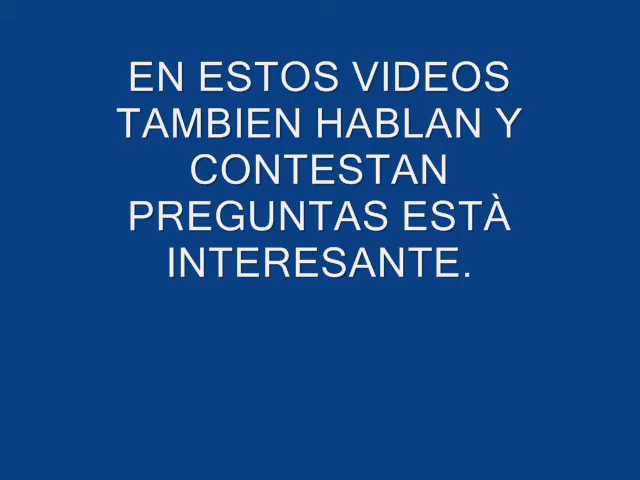 EN ESTOS VIDEOS
TAMBIEN HABLAN Y
CONTESTAN
PREGUNTAS ESTÀ
INTERESANTE.